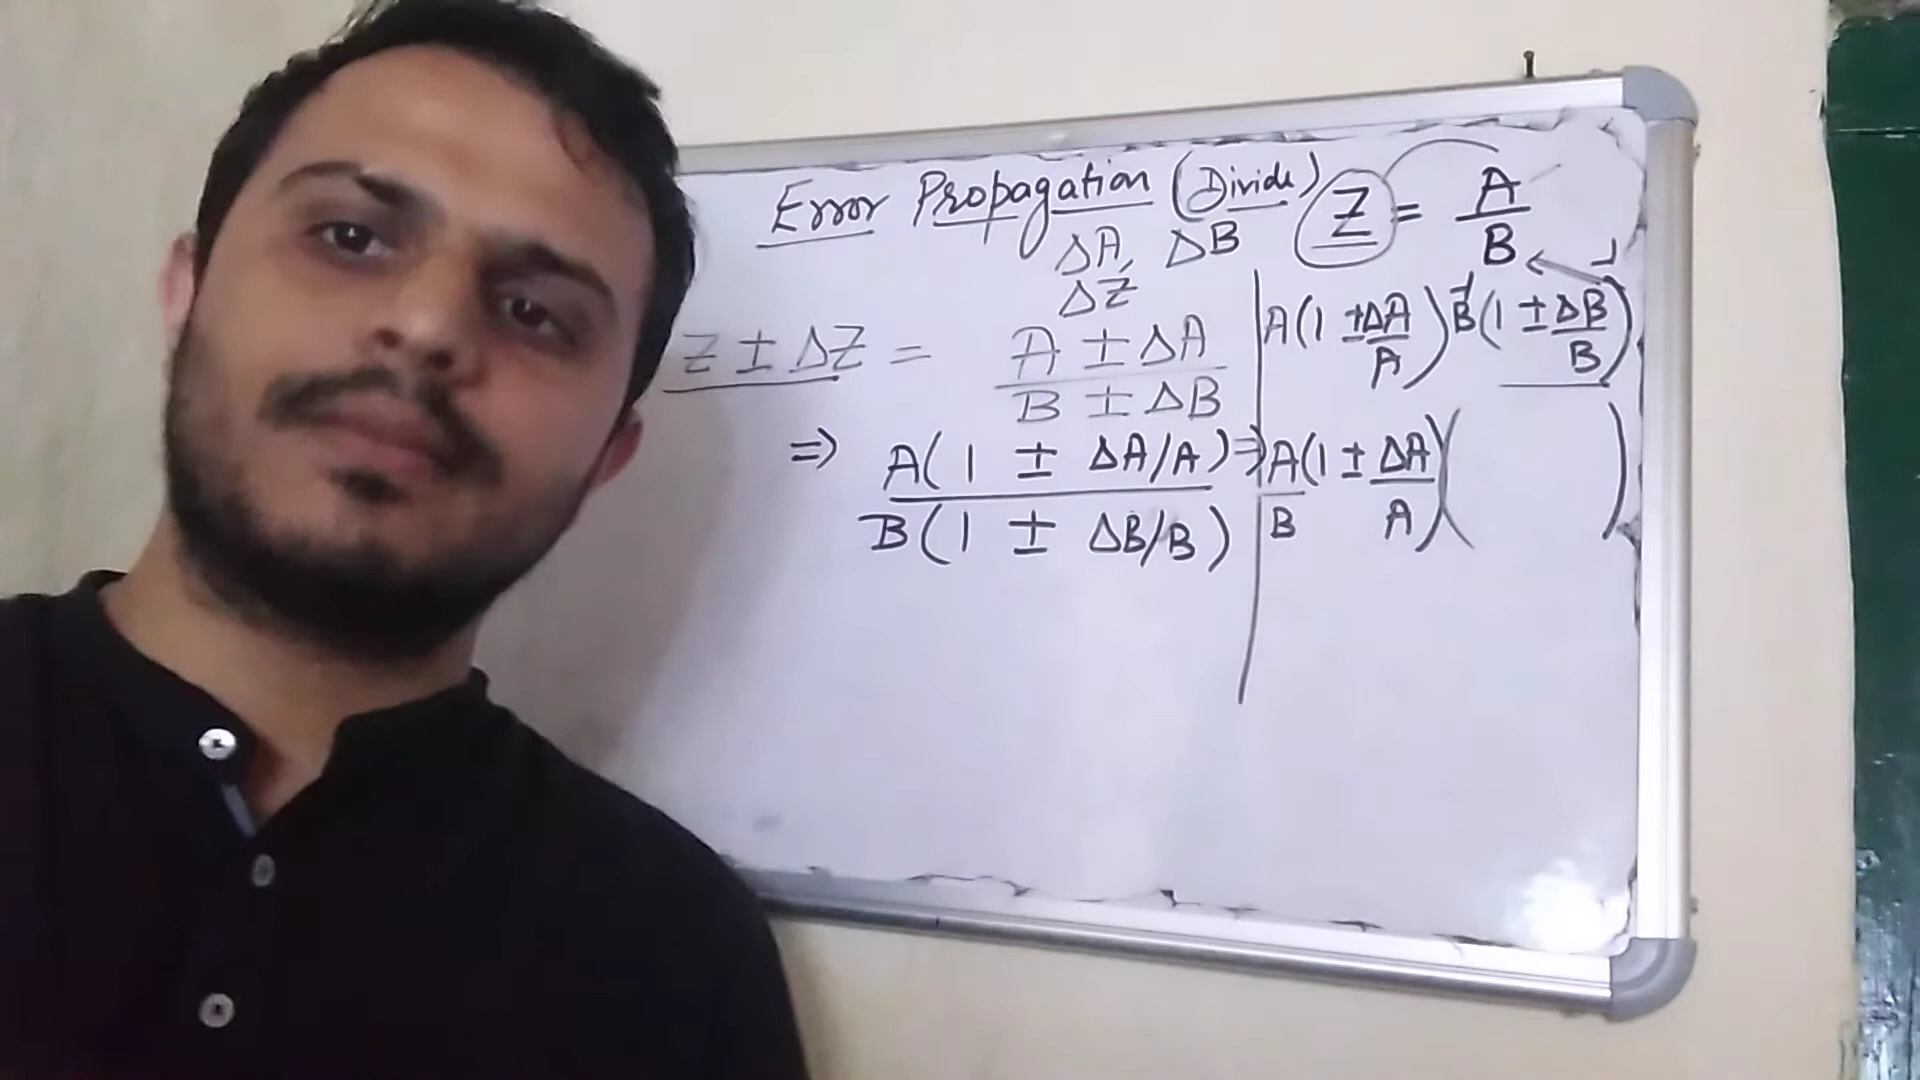 Error Propagation (Divide) Z = A/B
ΔA, ΔB
ΔZ
Z ± ΔZ = A ± ΔA / B ± ΔB
⇒ A(1 ± ΔA/A) / B(1 ± ΔB/B)
A(1 ± ΔA/A) B⁻¹(1 ± ΔB/B)⁻¹
⇒ A/B (1 ± ΔA/A)( )